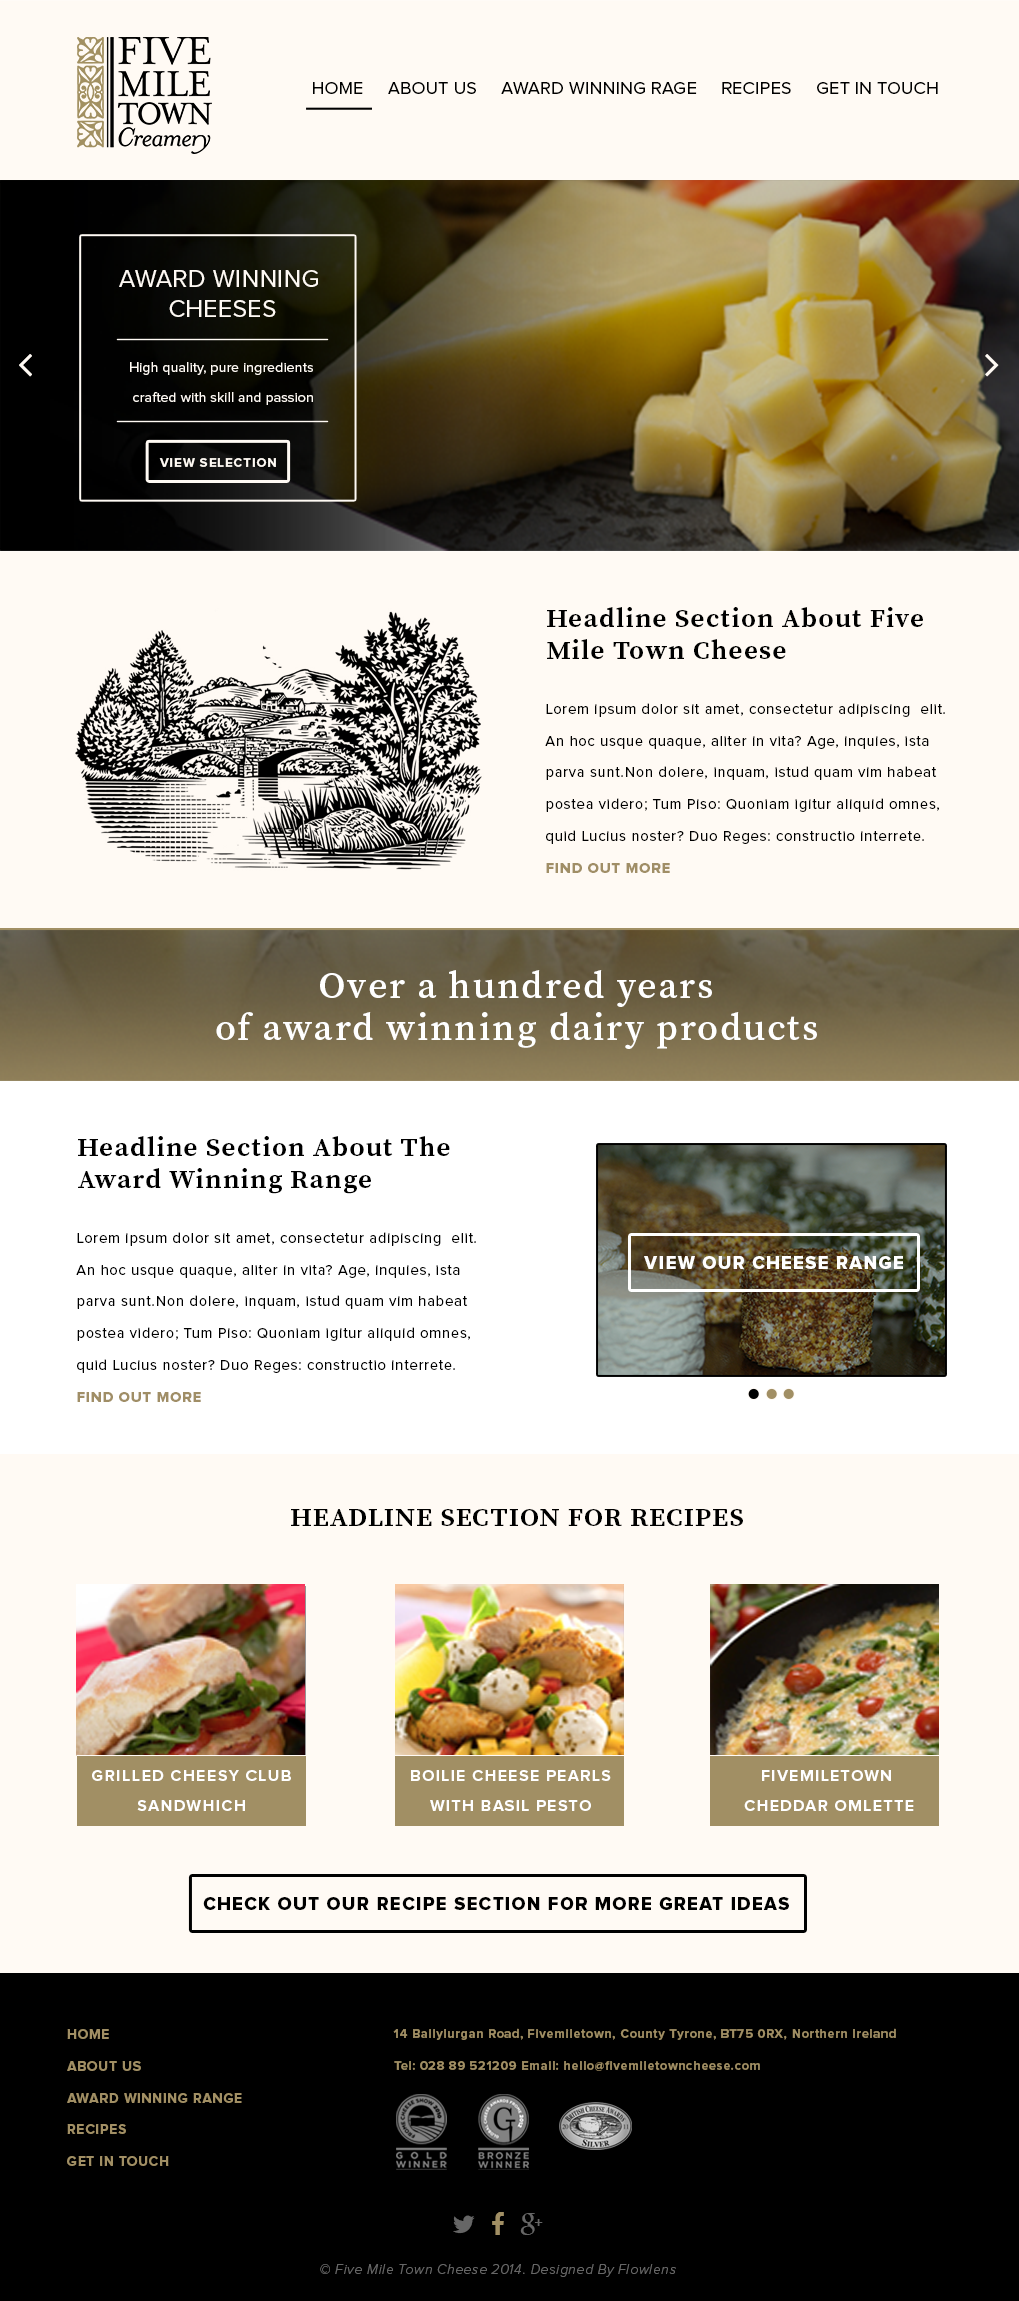 FIVE
MILE
TOWN
Creamery
HOME ABOUT US AWARD WINNING RAGE RECIPES GET IN TOUCH
AWARD WINNING
CHEESES
High quality, pure ingredients
crafted with skill and passion
VIEW SELECTION
Headline Section About Five
Mile Town Cheese
Lorem ipsum dolor sit amet, consectetur adipiscing elit.
An hoc usque quaque, aliter in vita? Age, inquies, ista
parva sunt.Non dolere, inquam, istud quam vim habeat
postea videro; Tum Piso: Quoniam igitur aliquid omnes,
quid Lucius noster? Duo Reges: constructio interrete.
FIND OUT MORE
Over a hundred years
of award winning dairy products
Headline Section About The
Award Winning Range
Lorem ipsum dolor sit amet, consectetur adipiscing elit.
An hoc usque quaque, aliter in vita? Age, inquies, ista
parva sunt.Non dolere, inquam, istud quam vim habeat
postea videro; Tum Piso: Quoniam igitur aliquid omnes,
quid Lucius noster? Duo Reges: constructio interrete.
FIND OUT MORE
VIEW OUR CHEESE RANGE
HEADLINE SECTION FOR RECIPES
GRILLED CHEESY CLUB
SANDWHICH
BOILIE CHEESE PEARLS
WITH BASIL PESTO
FIVEMILETOWN
CHEDDAR OMLETTE
CHECK OUT OUR RECIPE SECTION FOR MORE GREAT IDEAS
HOME
ABOUT US
AWARD WINNING RANGE
RECIPES
GET IN TOUCH
14 Ballylurgan Road, Fivemiletown, County Tyrone, BT75 0RX, Northern Ireland
Tel: 028 89 521209 Email: hello@fivemiletowncheese.com
GOLD
WINNER
G
BRONZE
WINNER
BRITISH CHEESE AWARDS
SILVER
© Five Mile Town Cheese 2014. Designed By Flowlens